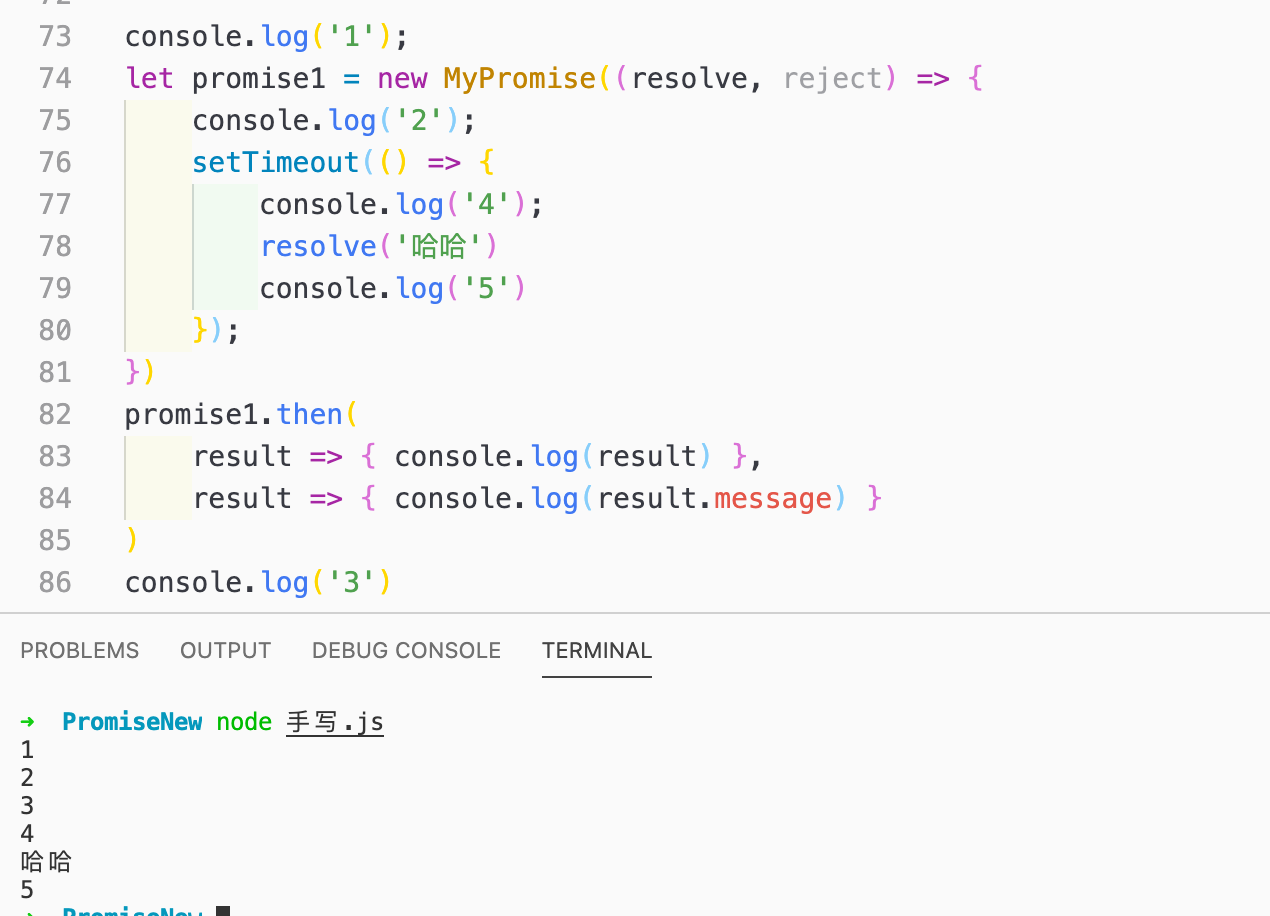 73 console.log('1');
74 let promise1 = new MyPromise((resolve, reject) => {
75 console.log('2');
76 setTimeout(() => {
77 console.log('4');
78 resolve('哈哈')
79 console.log('5')
80 });
81 })
82 promise1.then(
83 result => { console.log(result) },
84 result => { console.log(result.message) }
85 )
86 console.log('3')
PROBLEMS OUTPUT DEBUG CONSOLE TERMINAL
➜ PromiseNew node 手写.js
1
2
3
4
哈哈
5
➜ PromiseNew